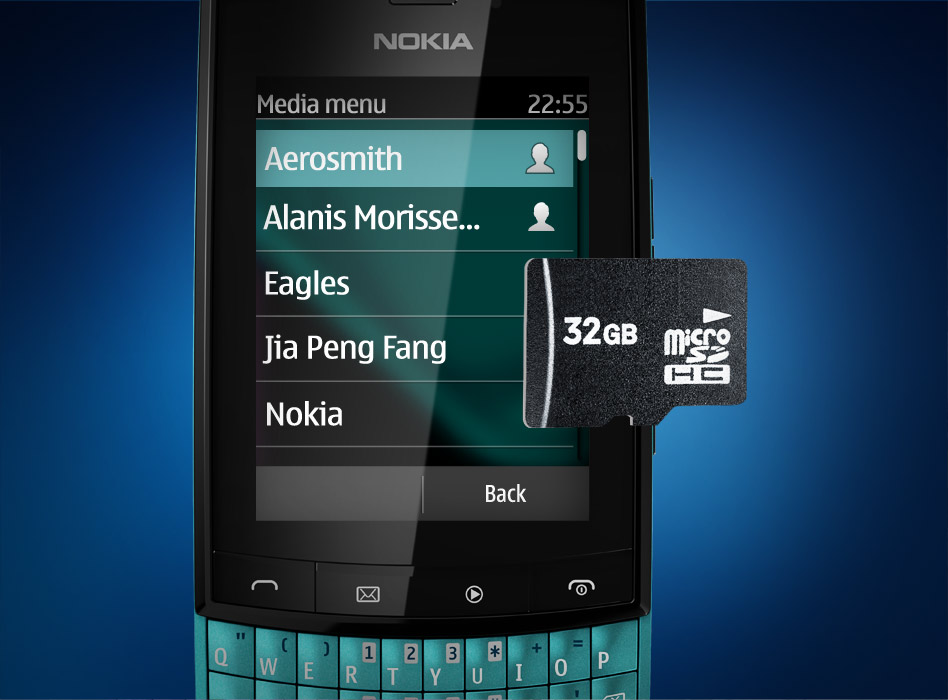 NOKIA
Media menu 22:55
Aerosmith
Alanis Morisse...
Eagles
Jia Peng Fang
Nokia
Back
32GB
micro
SD
HC
" ( ) 1 2 3 * + =
Q W E R T Y U I O P